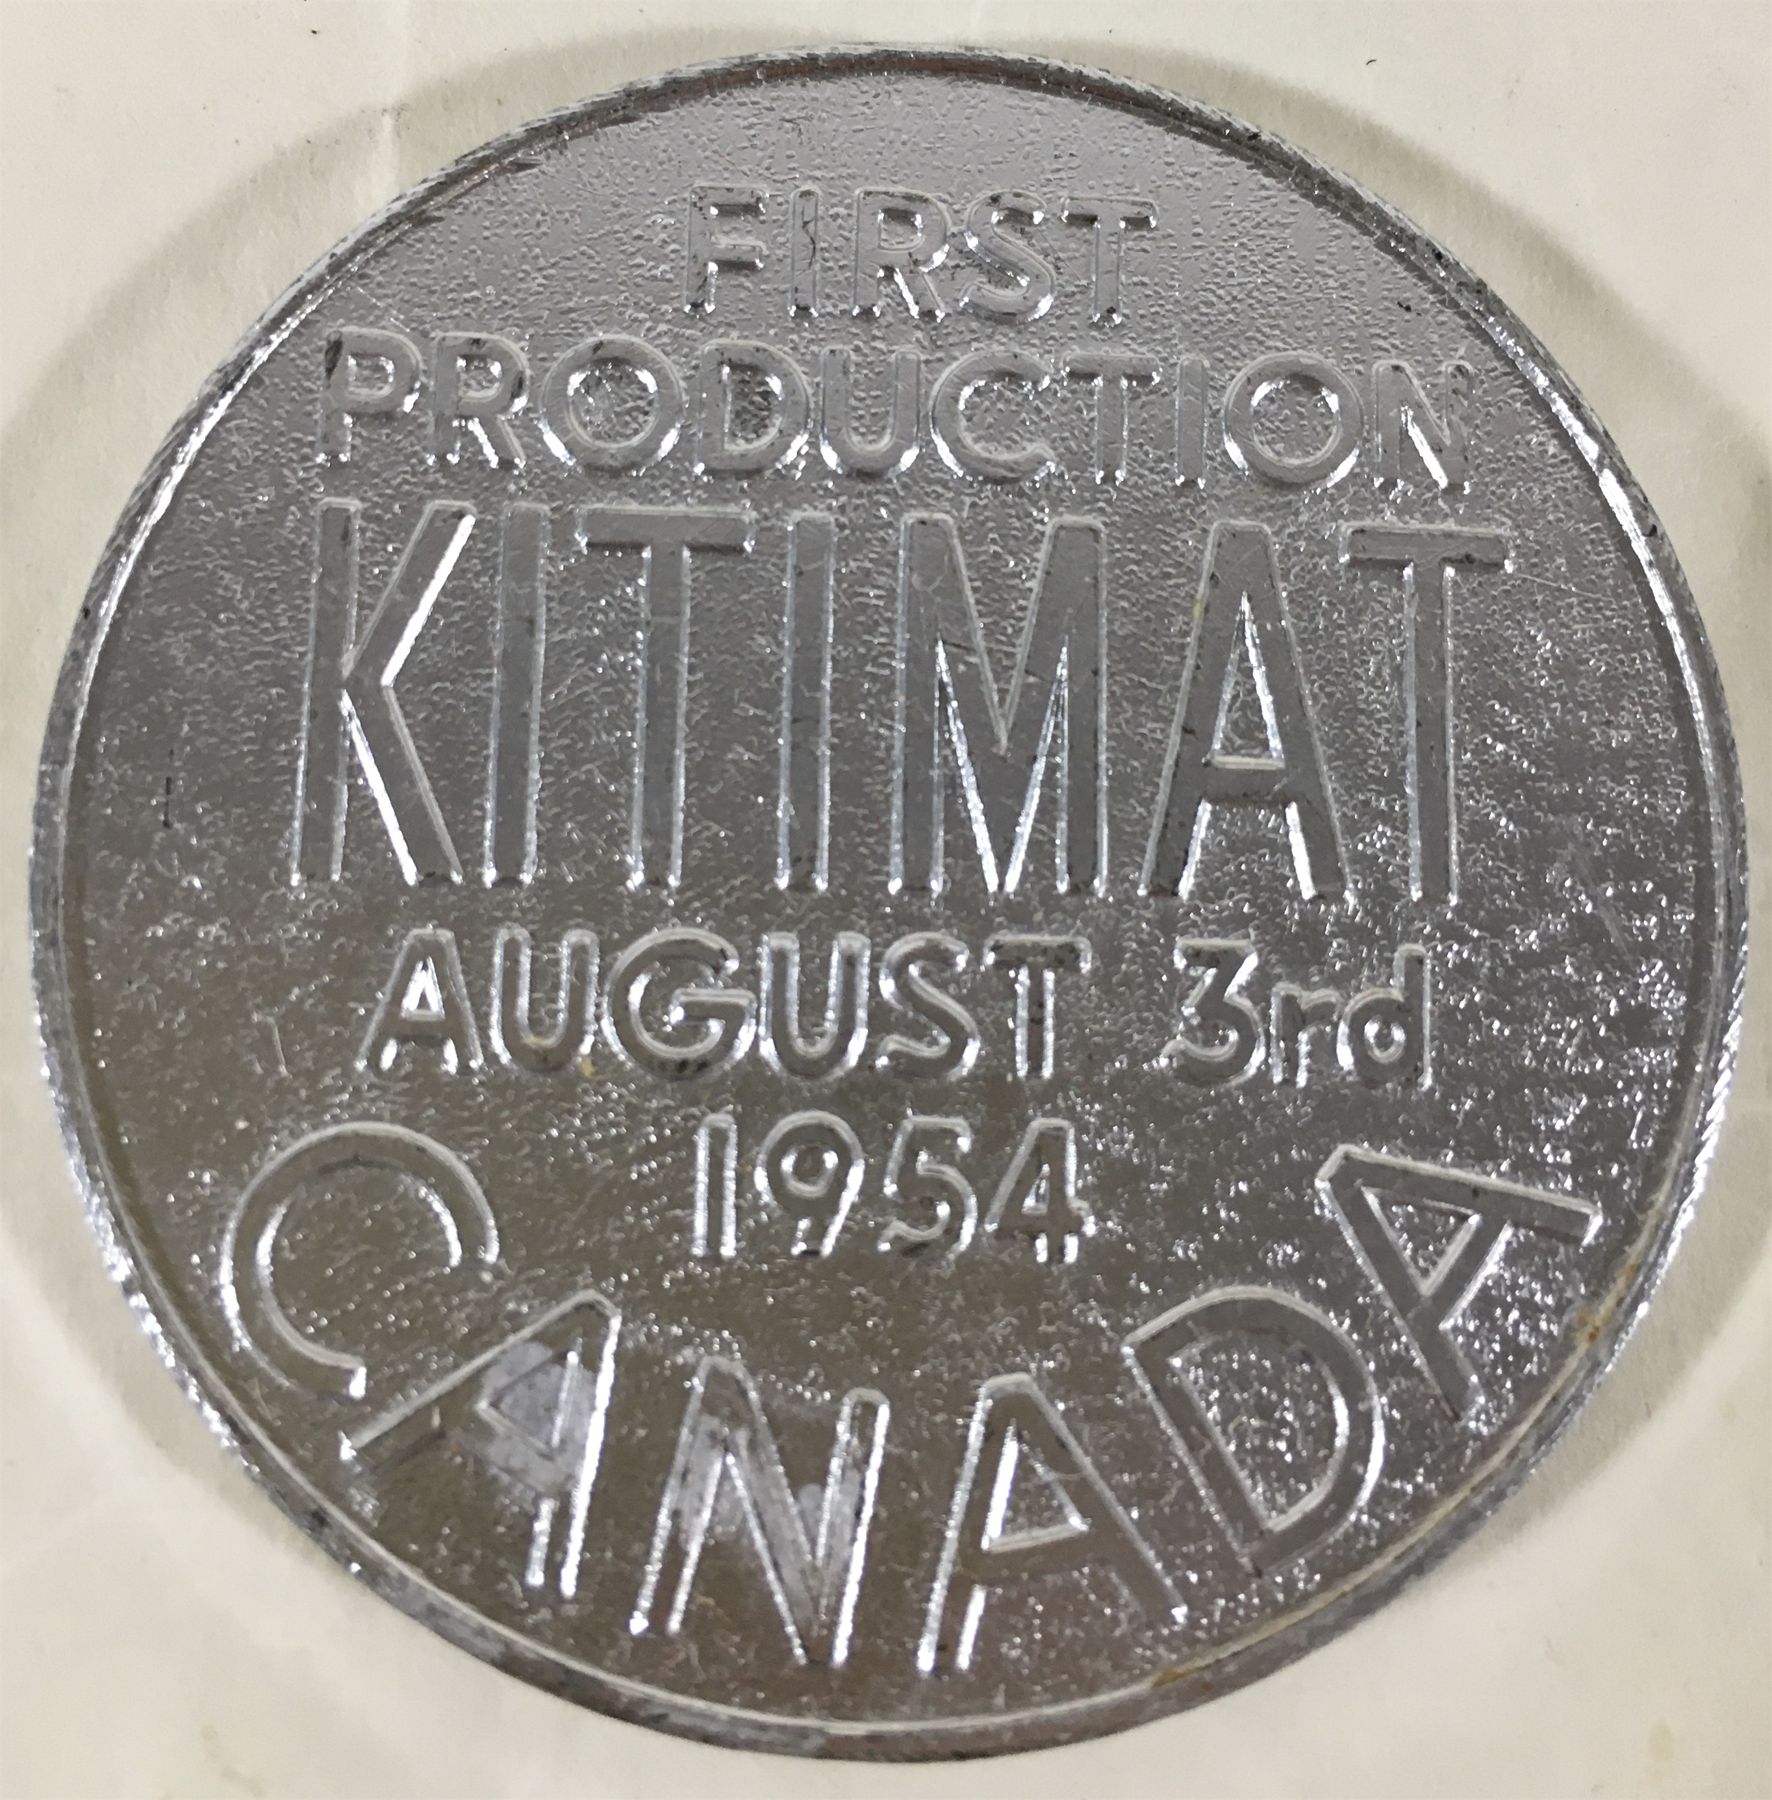 FIRST
PRODUCTION
KITIMAT
AUGUST 3rd
1954
CANADA